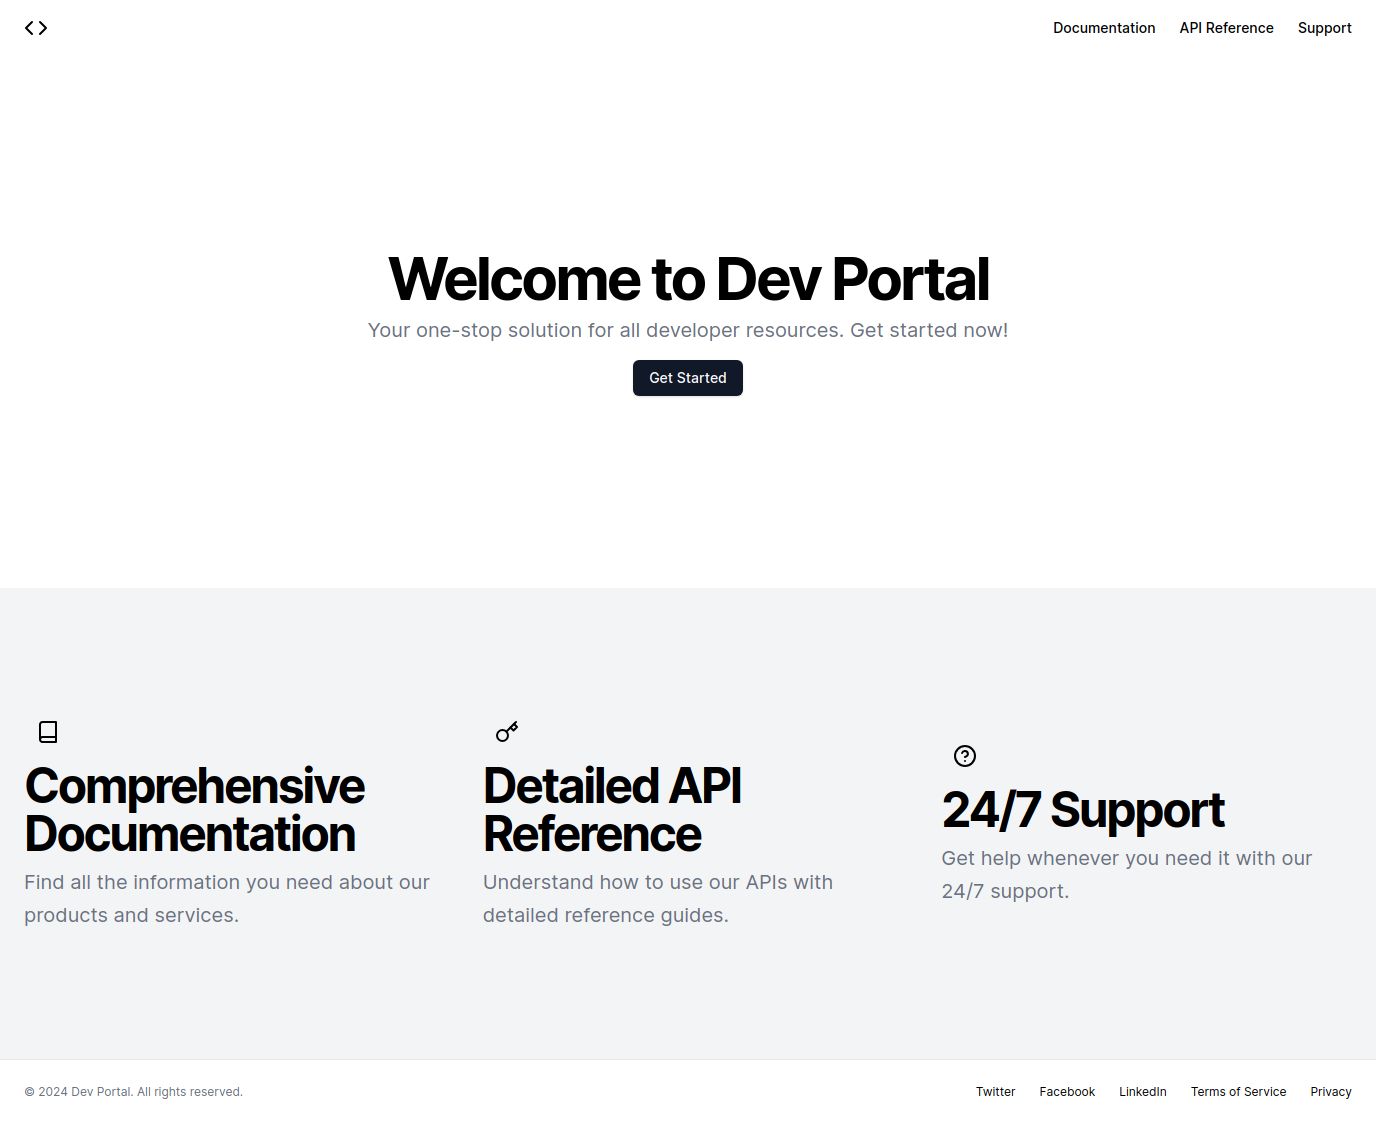 Documentation API Reference Support
Welcome to Dev Portal
Your one-stop solution for all developer resources. Get started now!
Get Started
Comprehensive
Documentation
Find all the information you need about our
products and services.
Detailed API
Reference
Understand how to use our APIs with
detailed reference guides.
24/7 Support
Get help whenever you need it with our
24/7 support.
© 2024 Dev Portal. All rights reserved.
Twitter Facebook LinkedIn Terms of Service Privacy